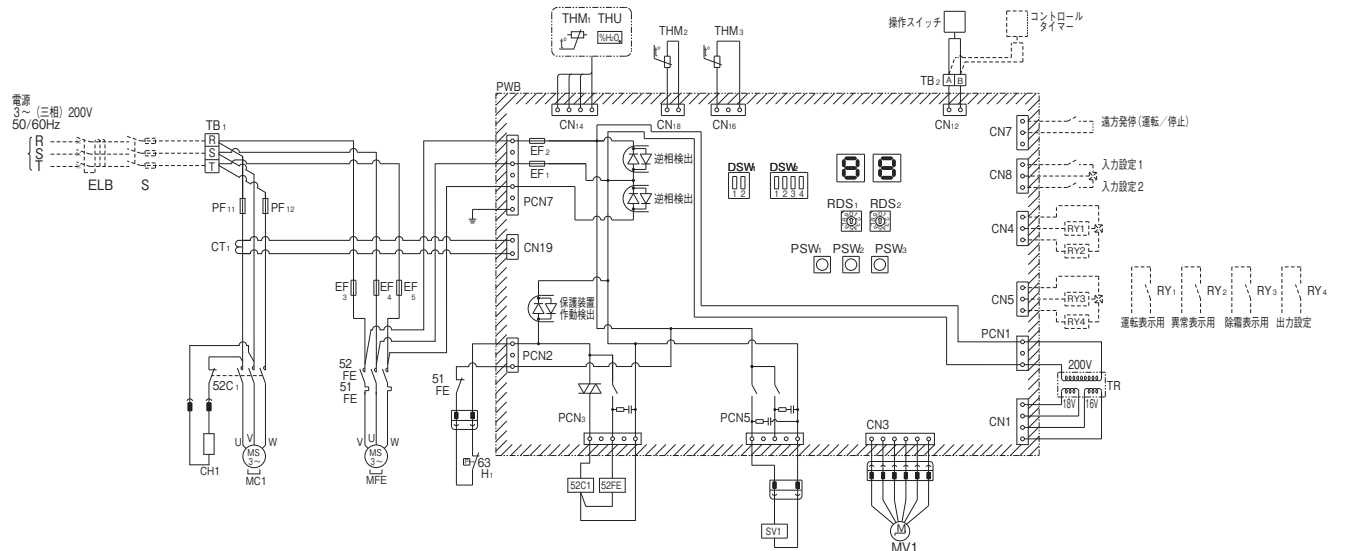 THM1 THU
t°
%H2O
THM2
t°
THM3
t°
操作スイッチ
コントロール
タイマー
TB2 A B
PWB
CN14
CN18
CN16
CN12
電源
3～(三相)200V
50/60Hz
R
S
T
ELB
S
TB1
R
S
T
PF11
PF12
CT1
EF3
EF4
EF5
EF2
EF1
PCN7
CN19
逆相検出
逆相検出
DSW1
1 2
DSW2
1 2 3 4
8 8
RDS1 RDS2
PSW1 PSW2 PSW3
CN7
遠方発停(運転／停止)
CN8
入力設定1
入力設定2
CN4
RY1
RY2
CN5
RY3
RY4
RY1
RY2
RY3
RY4
運転表示用 異常表示用 除霜表示用 出力設定
保護装置
作動検出
PCN2
PCN1
200V
TR
18V 16V
CN1
52C1
52
FE
51
FE
51
FE
PCN3
PCN5
CN3
U V W
MS
3～
MC1
CH1
V U W
MS
3～
MFE
P
63
H1
52C1 52FE
SV1
M
MV1